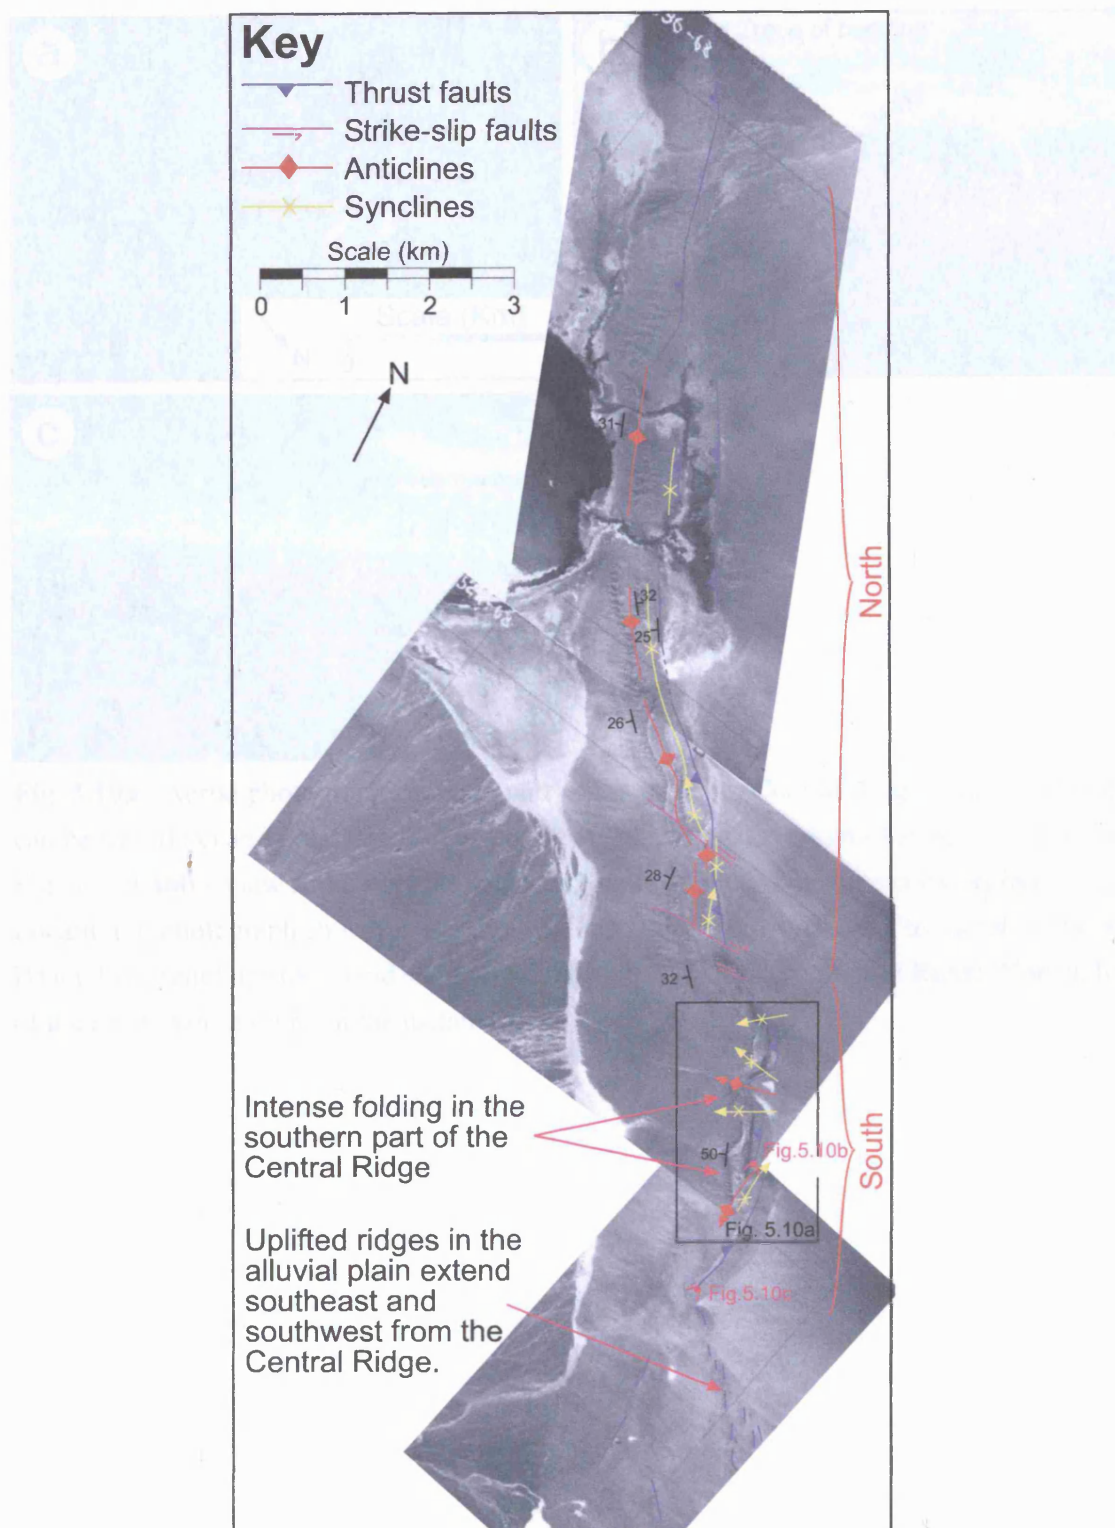 Key
Thrust faults
Strike-slip faults
Anticlines
Synclines
Scale (km)
0 1 2 3
N
36-68
31
32
25
26
28
32
North
South
50
Fig.5.10b
Fig. 5.10a
Fig.5.10c
Intense folding in the
southern part of the
Central Ridge
Uplifted ridges in the
alluvial plain extend
southeast and
southwest from the
Central Ridge.